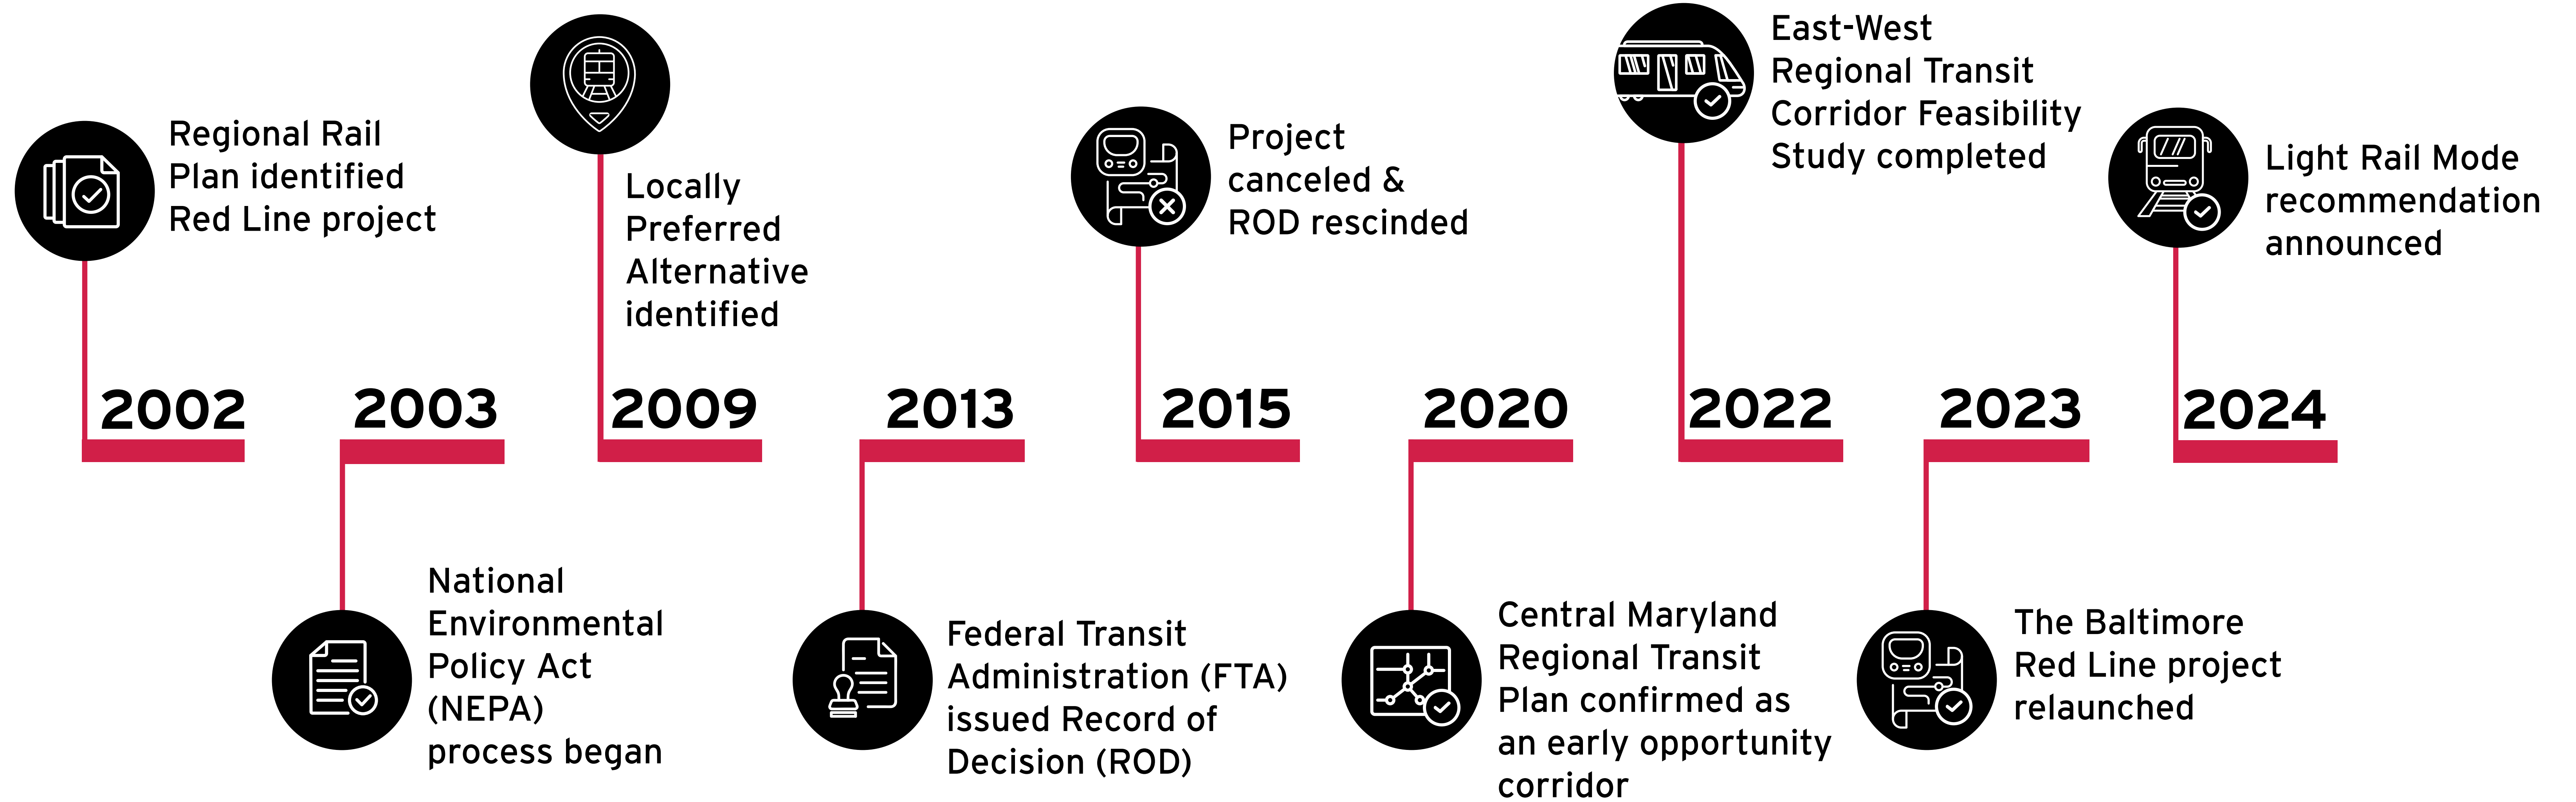 Regional Rail
Plan identified
Red Line project
2002
2003
National
Environmental
Policy Act
(NEPA)
process began
Locally
Preferred
Alternative
identified
2009
2013
Federal Transit
Administration (FTA)
issued Record of
Decision (ROD)
Project
canceled &
ROD rescinded
2015
2020
Central Maryland
Regional Transit
Plan confirmed as
an early opportunity
corridor
East-West
Regional Transit
Corridor Feasibility
Study completed
2022
2023
The Baltimore
Red Line project
relaunched
Light Rail Mode
recommendation
announced
2024